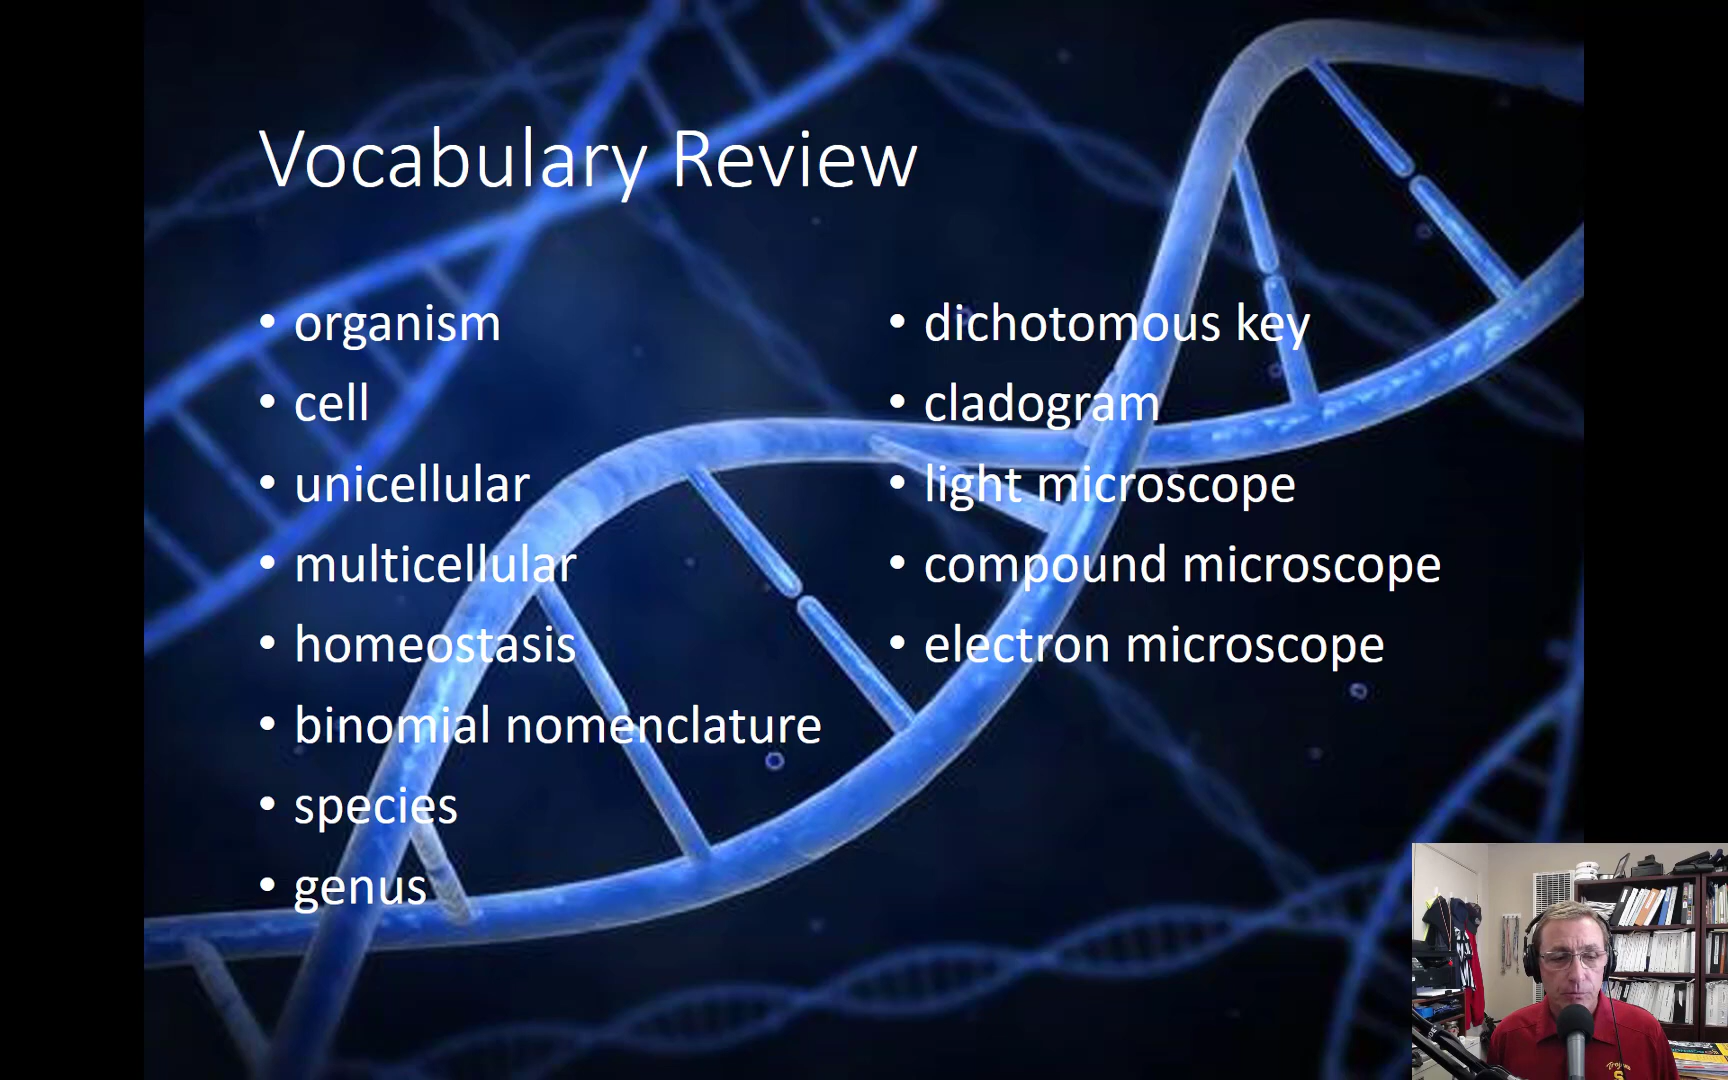 Vocabulary Review
• organism
• cell
• unicellular
• multicellular
• homeostasis
• binomial nomenclature
• species
• genus
• dichotomous key
• cladogram
• light microscope
• compound microscope
• electron microscope